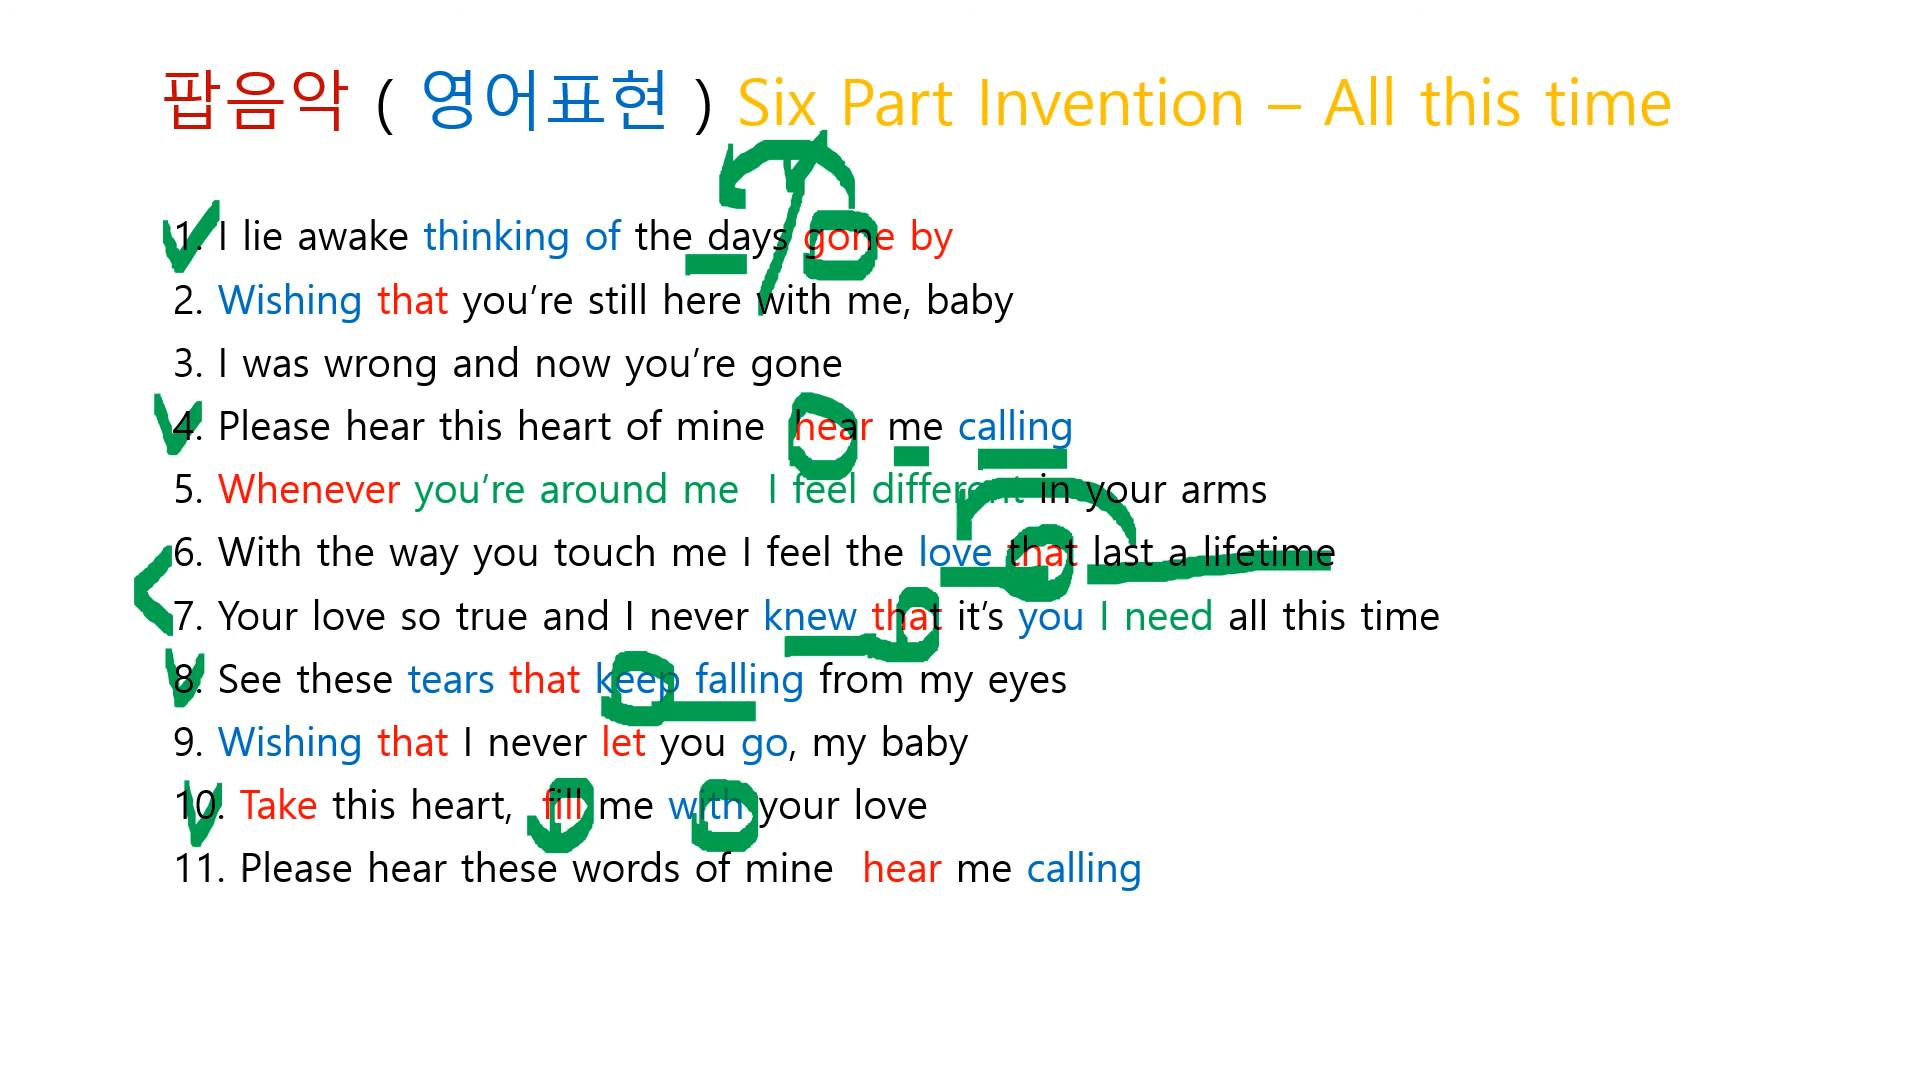 팝음악 ( 영어표현 ) Six Part Invention – All this time
1. I lie awake thinking of the days gone by
2. Wishing that you’re still here with me, baby
3. I was wrong and now you’re gone
4. Please hear this heart of mine hear me calling
5. Whenever you’re around me I feel different in your arms
6. With the way you touch me I feel the love that last a lifetime
7. Your love so true and I never knew that it’s you I need all this time
8. See these tears that keep falling from my eyes
9. Wishing that I never let you go, my baby
10. Take this heart, fill me with your love
11. Please hear these words of mine hear me calling